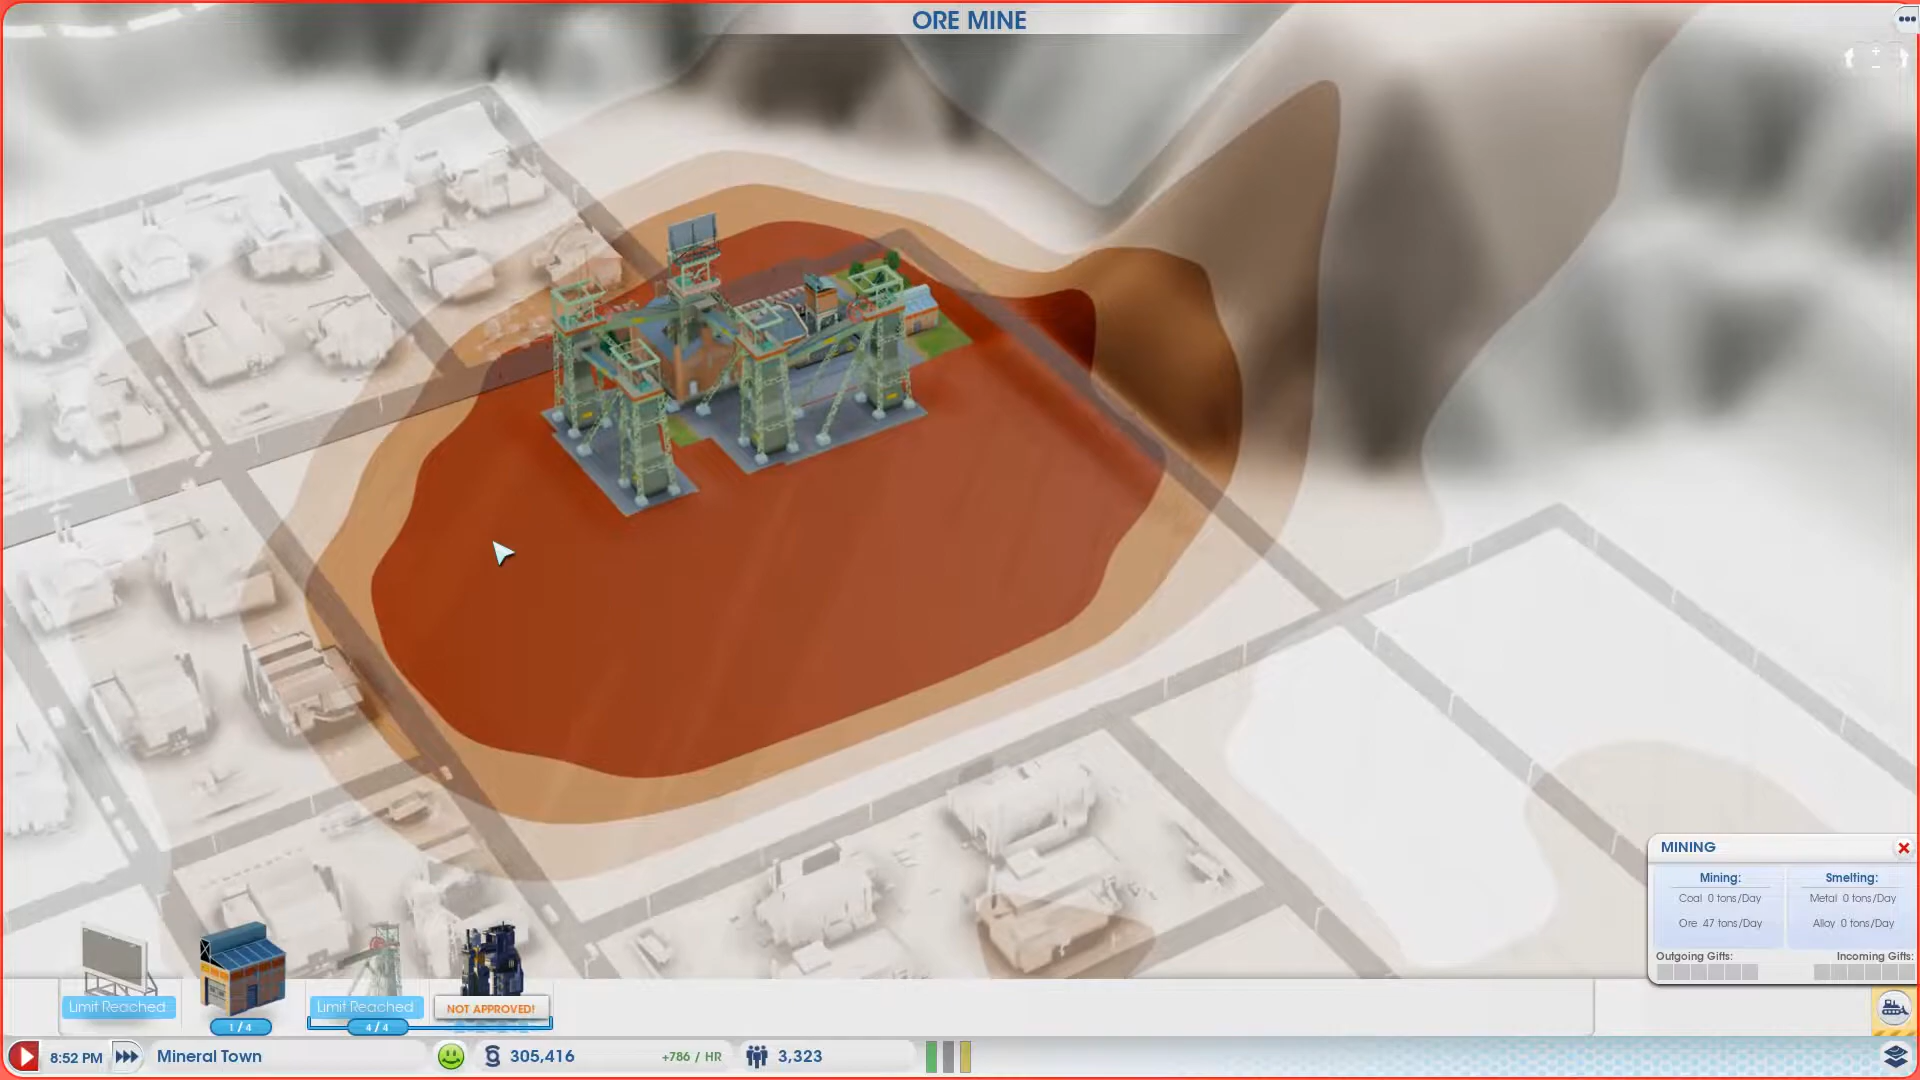 ORE MINE
MINING
Mining:
Smelting:
Coal 0 tons/Day
Metal 0 tons/Day
Ore 47 tons/Day
Alloy 0 tons/Day
Outgoing Gifts:
Incoming Gifts:
Limit Reached
Limit Reached
NOT APPROVED!
1 / 4
4 / 4
8:52 PM
Mineral Town
305,416
+786 / HR
3,323